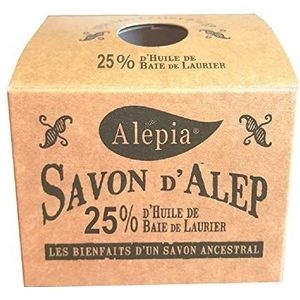 25% D'HUILE DE
BAIE DE LAURIER
Alepia®
SAVON D'ALEP
25% D'HUILE DE
BAIE DE LAURIER
LES BIENFAITS D'UN SAVON ANCESTRAL